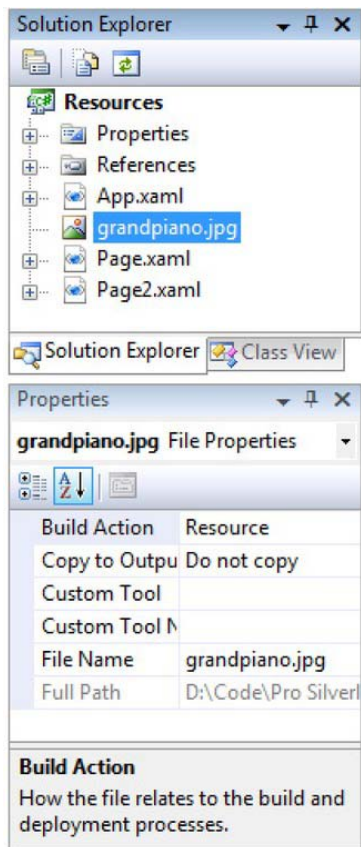 Solution Explorer
Resources
Properties
References
App.xaml
grandpiano.jpg
Page.xaml
Page2.xaml
Solution Explorer Class View
Properties
grandpiano.jpg File Properties
A
Z
Build Action Resource
Copy to Outpu Do not copy
Custom Tool
Custom Tool N
File Name grandpiano.jpg
Full Path D:\Code\Pro Silverl
Build Action
How the file relates to the build and
deployment processes.